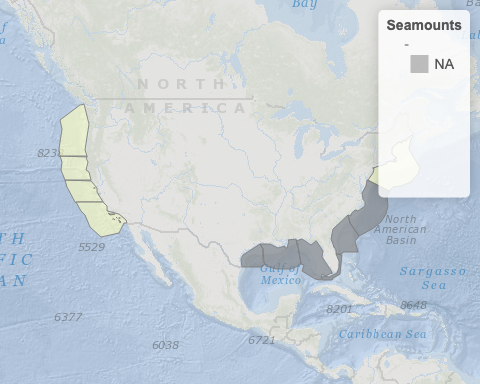 Bay
Seamounts
-
NA
NORTH
AMERICA
823
North
American
Basin
5529
TH
IFIC
AN
Gulf of
Mexico
Sargasso
Sea
6377
8201
8648
6038
6721
Caribbean Sea